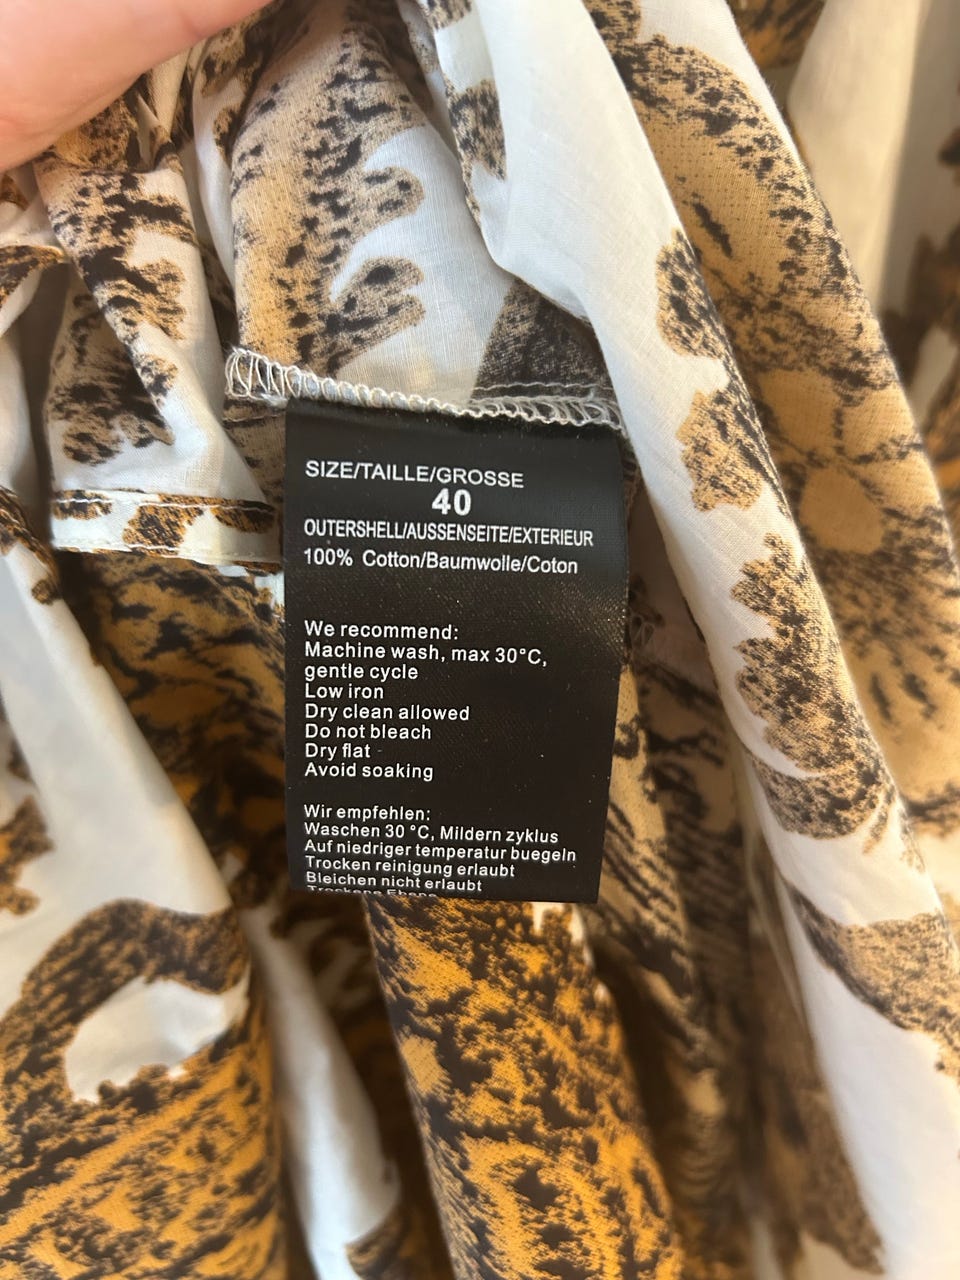 SIZE/TAILLE/GROSSE
40
OUTERSHELL/AUSSENSEITE/EXTERIEUR
100% Cotton/Baumwolle/Coton
We recommend:
Machine wash, max 30°C,
gentle cycle
Low iron
Dry clean allowed
Do not bleach
Dry flat
Avoid soaking
Wir empfehlen:
Waschen 30 °C, Mildern zyklus
Auf niedriger temperatur buegeln
Trocken reinigung erlaubt
Bleichen nicht erlaubt